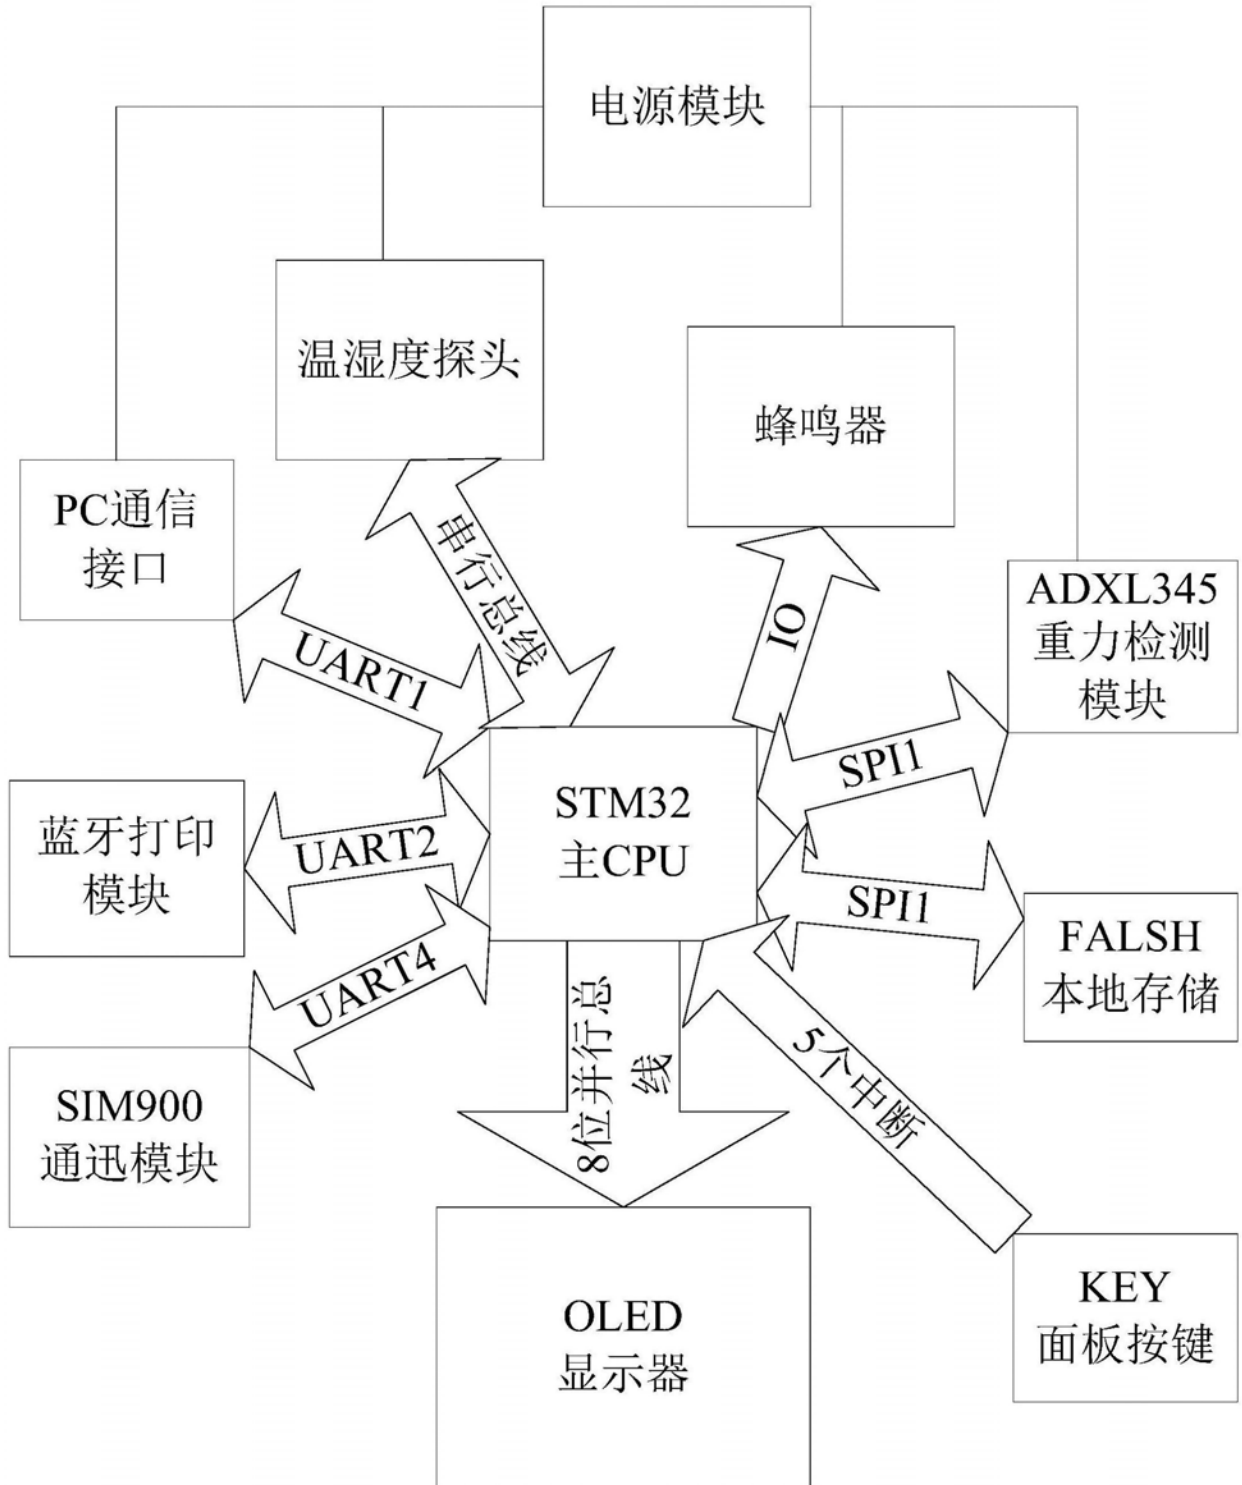 电源模块
温湿度探头
蜂鸣器
PC通信
接口
串行总线
IO
ADXL345
重力检测
模块
UART1
SPI1
STM32
主CPU
蓝牙打印
模块
UART2
SPI1
FALSH
本地存储
UART4
8位并行总
线
5个中断
SIM900
通迅模块
OLED
显示器
KEY
面板按键